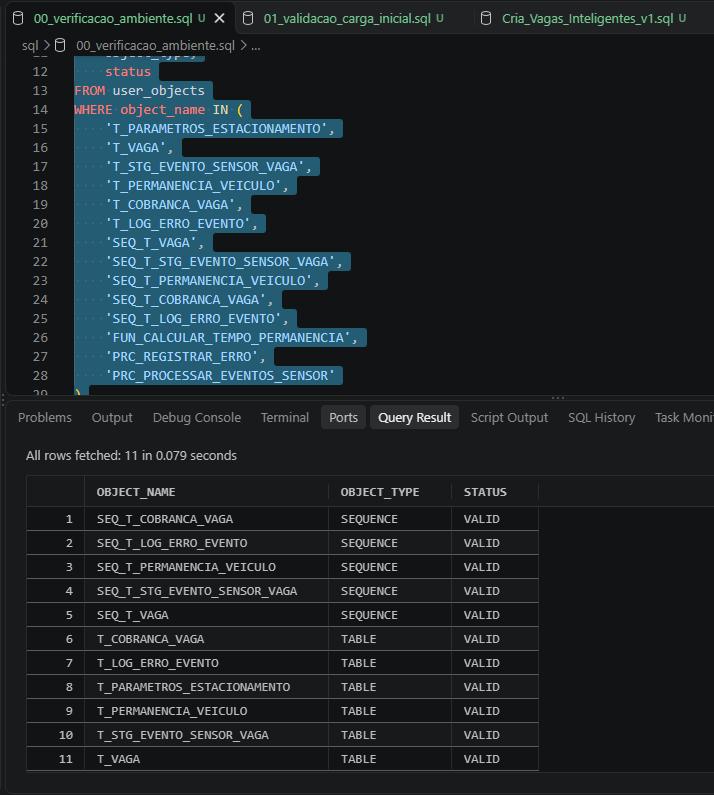 00_verificacao_ambiente.sql U 01_validacao_carga_inicial.sql U Cria_Vagas_Inteligentes_v1.sql U
sql > 00_verificacao_ambiente.sql > ...
12 status
13 FROM user_objects
14 WHERE object_name IN (
15 'T_PARAMETROS_ESTACIONAMENTO',
16 'T_VAGA',
17 'T_STG_EVENTO_SENSOR_VAGA',
18 'T_PERMANENCIA_VEICULO',
19 'T_COBRANCA_VAGA',
20 'T_LOG_ERRO_EVENTO',
21 'SEQ_T_VAGA',
22 'SEQ_T_STG_EVENTO_SENSOR_VAGA',
23 'SEQ_T_PERMANENCIA_VEICULO',
24 'SEQ_T_COBRANCA_VAGA',
25 'SEQ_T_LOG_ERRO_EVENTO',
26 'FUN_CALCULAR_TEMPO_PERMANENCIA',
27 'PRC_REGISTRAR_ERRO',
28 'PRC_PROCESSAR_EVENTOS_SENSOR'
29 )
Problems Output Debug Console Terminal Ports Query Result Script Output SQL History Task Moni
All rows fetched: 11 in 0.079 seconds
OBJECT_NAME OBJECT_TYPE STATUS
1 SEQ_T_COBRANCA_VAGA SEQUENCE VALID
2 SEQ_T_LOG_ERRO_EVENTO SEQUENCE VALID
3 SEQ_T_PERMANENCIA_VEICULO SEQUENCE VALID
4 SEQ_T_STG_EVENTO_SENSOR_VAGA SEQUENCE VALID
5 SEQ_T_VAGA SEQUENCE VALID
6 T_COBRANCA_VAGA TABLE VALID
7 T_LOG_ERRO_EVENTO TABLE VALID
8 T_PARAMETROS_ESTACIONAMENTO TABLE VALID
9 T_PERMANENCIA_VEICULO TABLE VALID
10 T_STG_EVENTO_SENSOR_VAGA TABLE VALID
11 T_VAGA TABLE VALID